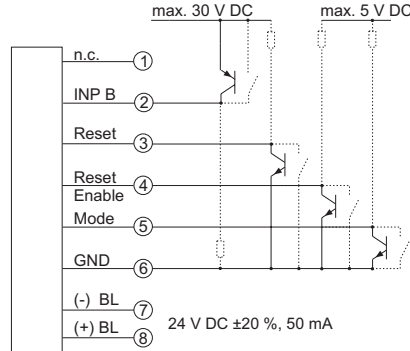 max. 30 V DC
max. 5 V DC
n.c. 1
INP B 2
Reset 3
Reset Enable 4
Mode 5
GND 6
(-) BL 7
24 V DC ±20 %, 50 mA
(+) BL 8